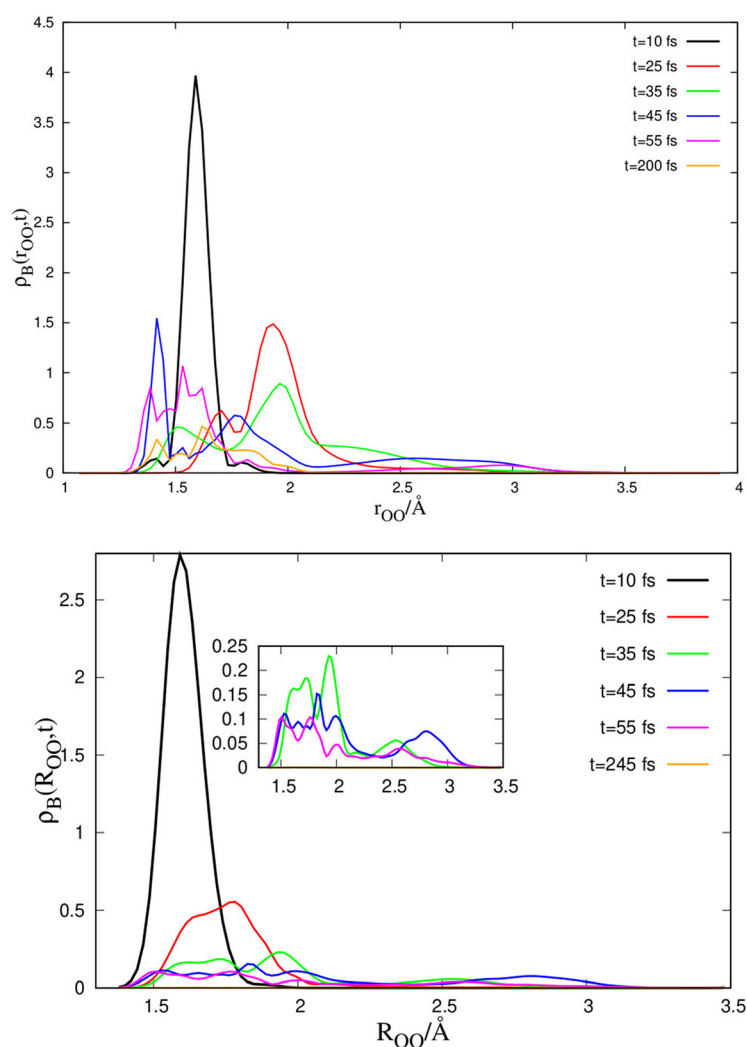 4.5
4
3.5
3
2.5
2
1.5
1
0.5
0
ρB(rOO,t)
t=10 fs
t=25 fs
t=35 fs
t=45 fs
t=55 fs
t=200 fs
1 1.5 2 2.5 3 3.5 4
rOO/Å
2.5
2
1.5
1
0.5
0
ρB(ROO,t)
t=10 fs
t=25 fs
t=35 fs
t=45 fs
t=55 fs
t=245 fs
0.25
0.2
0.15
0.1
0.05
0
1.5 2 2.5 3 3.5
1.5 2 2.5 3 3.5
ROO/Å